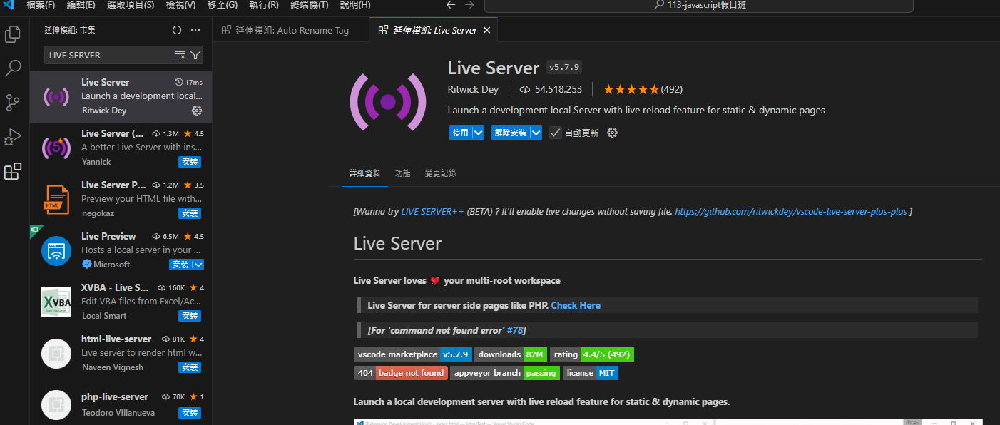 檔案(F) 編輯(E) 選取項目(S) 檢視(V) 移至(G) 執行(R) 終端機(T) 說明(H)
113-javascript假日班
延伸模組: 市集
延伸模組: Auto Rename Tag
延伸模組: Live Server
LIVE SERVER
Live Server 17ms
Launch a development local...
Ritwick Dey
Live Server (... 1.3M 4.5
A better Live Server with ins...
Yannick 安裝
Live Server P... 1.2M 3.5
Preview your HTML file with...
negokaz 安裝
Live Preview 6.5M 4.5
Hosts a local server in your ...
Microsoft 安裝
XVBA - Live S... 160K 4
Edit VBA files from Excel/Ac...
Local Smart 安裝
html-live-server 81K 4
Live server to render html w...
Naveen Vignesh 安裝
php-live-server 70K 1
Teodoro VIllanueva 安裝
HTML
XVBA
5
Live Server v5.7.9
Ritwick Dey 54,518,253 (492)
Launch a development local Server with live reload feature for static & dynamic pages
停用 解除安裝 自動更新
詳細資料 功能 變更記錄
[Wanna try LIVE SERVER++ (BETA) ? It'll enable live changes without saving file. https://github.com/ritwickdey/vscode-live-server-plus-plus ]
Live Server
Live Server loves your multi-root workspace
Live Server for server side pages like PHP. Check Here
[For 'command not found error' #78]
vscode marketplace v5.7.9 downloads 82M rating 4.4/5 (492)
404 badge not found appveyor branch passing license MIT
Launch a local development server with live reload feature for static & dynamic pages.
[Extension Development Host] - index.html — HtmlTest — Visual Studio Code